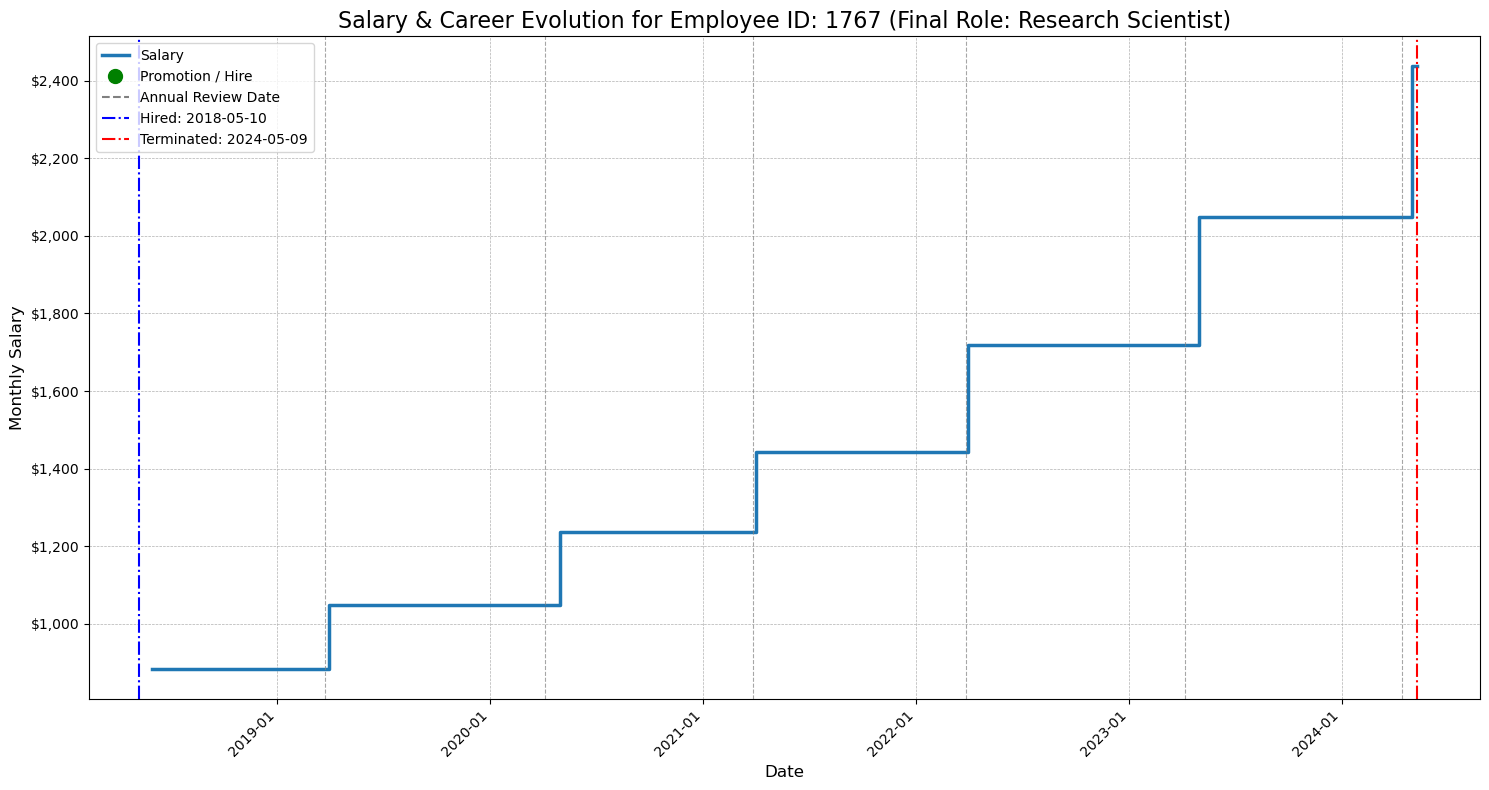 Salary & Career Evolution for Employee ID: 1767 (Final Role: Research Scientist)
Salary
Promotion / Hire
Annual Review Date
Hired: 2018-05-10
Terminated: 2024-05-09
Monthly Salary
$2,400
$2,200
$2,000
$1,800
$1,600
$1,400
$1,200
$1,000
2019-01
2020-01
2021-01
2022-01
2023-01
2024-01
Date